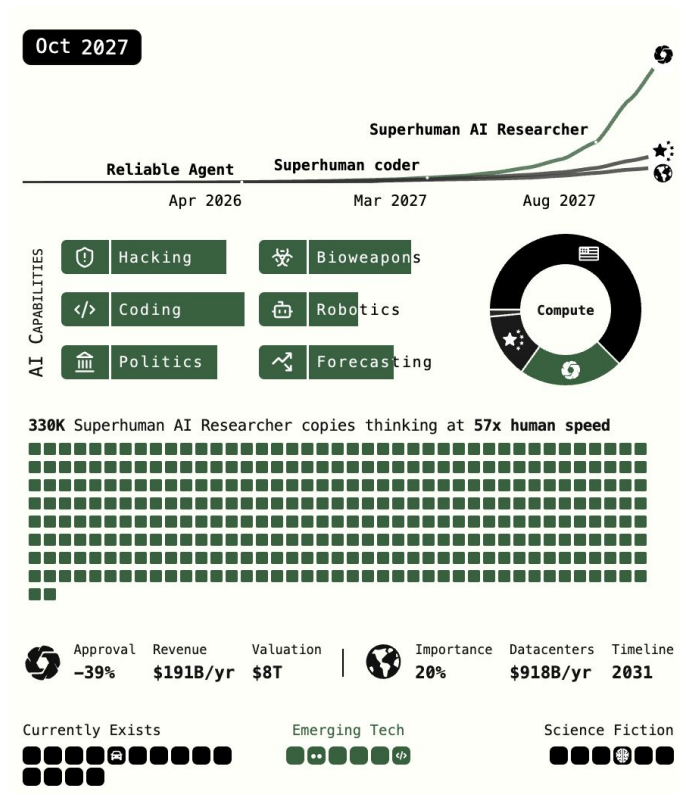 Oct 2027
Superhuman AI Researcher
Reliable Agent
Superhuman coder
Apr 2026
Mar 2027
Aug 2027
AI CAPABILITIES
Hacking
Bioweapons
Coding
Robotics
Politics
Forecasting
Compute
330K Superhuman AI Researcher copies thinking at 57x human speed
Approval Revenue Valuation Importance Datacenters Timeline
−39% $191B/yr $8T 20% $918B/yr 2031
Currently Exists
Emerging Tech
Science Fiction